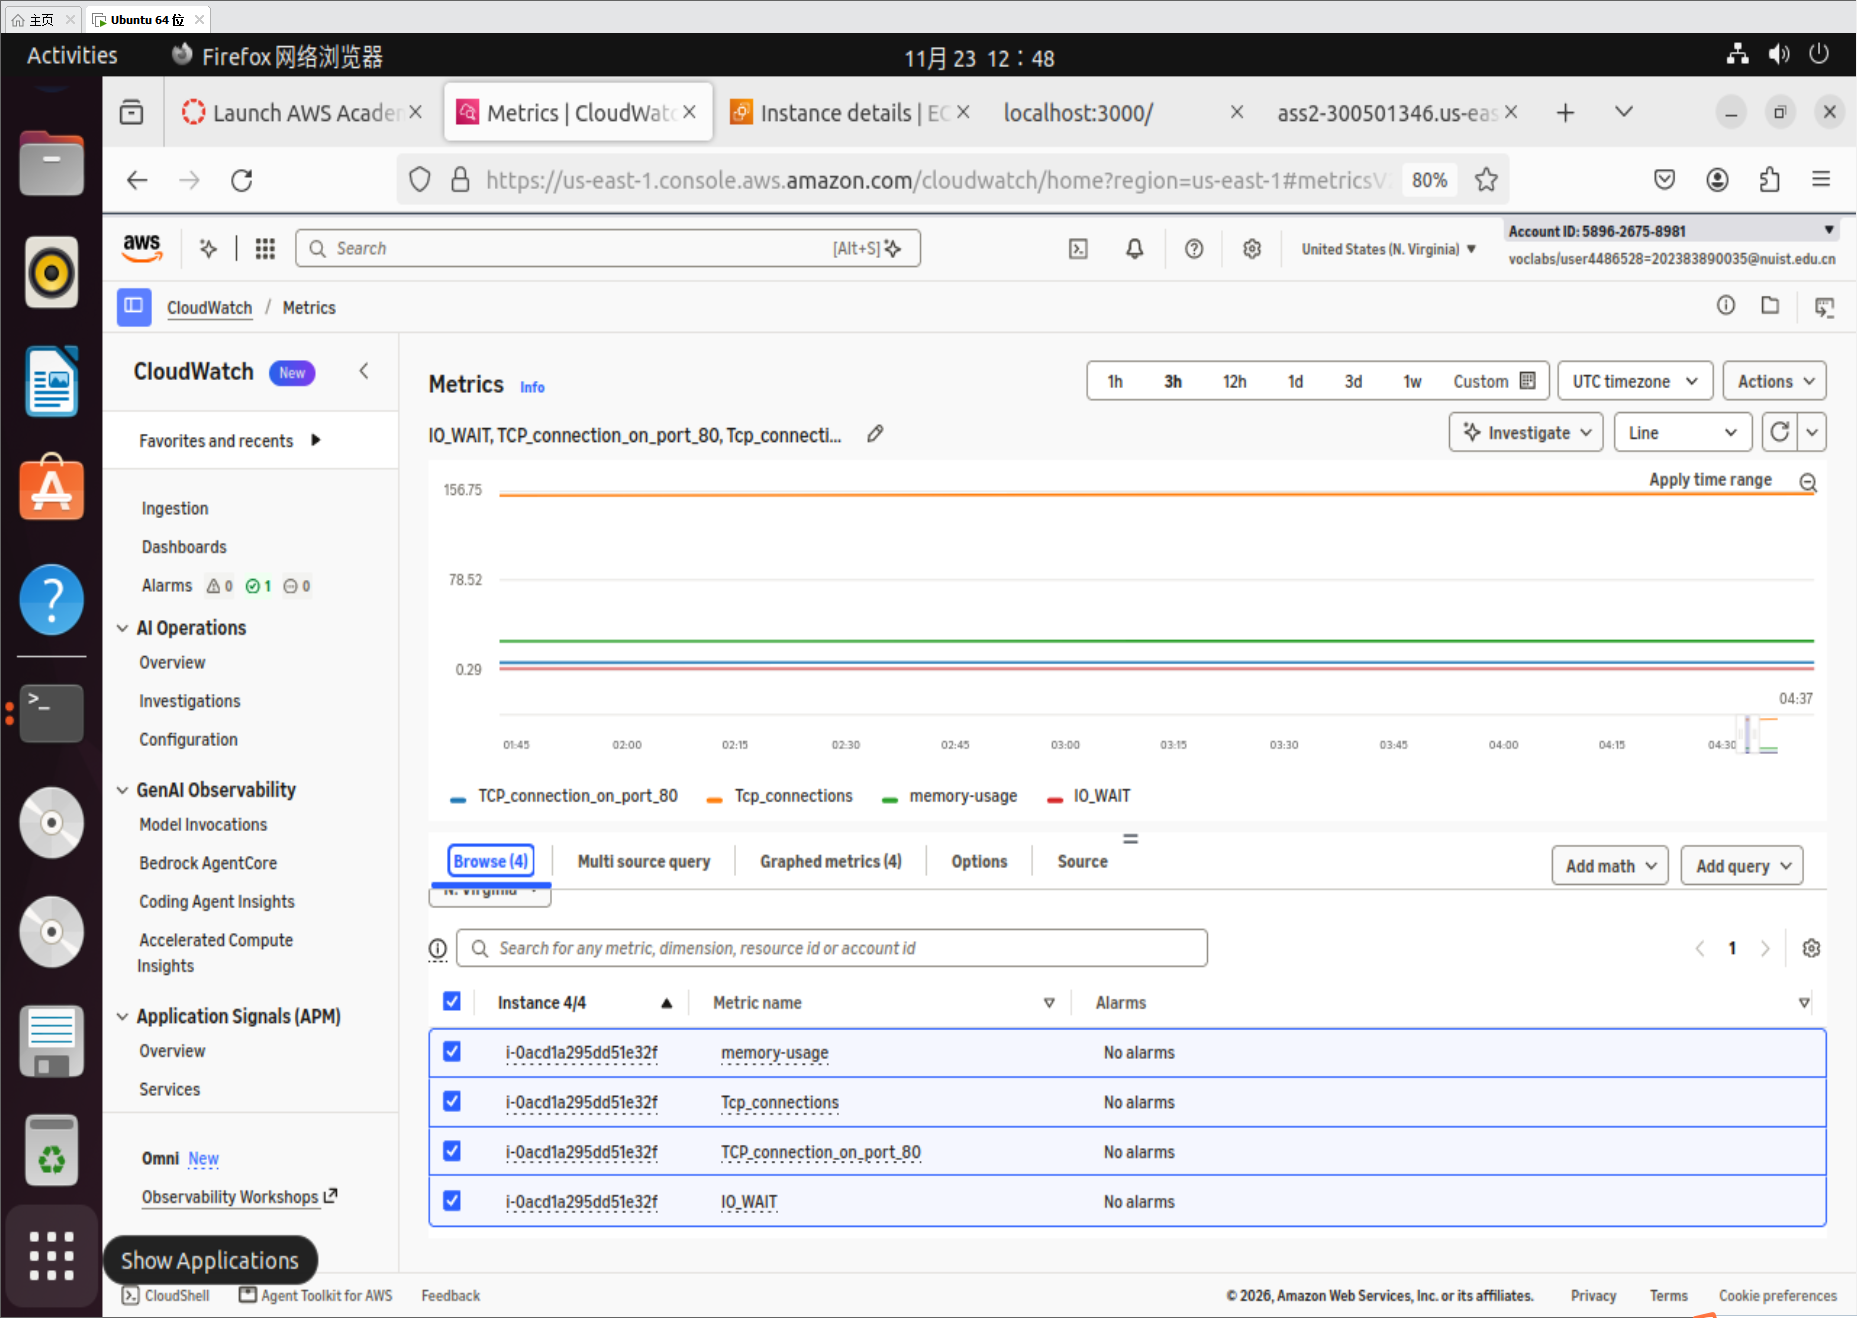 主页
Ubuntu 64 位
Activities
Firefox 网络浏览器
11月 23 12：48
Launch AWS Acader
Metrics | CloudWatc
Instance details | EC
localhost:3000/
ass2-300501346.us-eas
https://us-east-1.console.aws.amazon.com/cloudwatch/home?region=us-east-1#metricsV2
80%
aws
Search
[Alt+S]
United States (N. Virginia)
Account ID: 5896-2675-8981
voclabs/user4486528=202383890035@nuist.edu.cn
CloudWatch / Metrics
CloudWatch
New
Favorites and recents
Ingestion
Dashboards
Alarms 0 1 0
AI Operations
Overview
Investigations
Configuration
GenAI Observability
Model Invocations
Bedrock AgentCore
Coding Agent Insights
Accelerated Compute
Insights
Application Signals (APM)
Overview
Services
Omni New
Observability Workshops
Show Applications
Metrics Info
1h 3h 12h 1d 3d 1w Custom
UTC timezone
Actions
IO_WAIT, TCP_connection_on_port_80, Tcp_connecti...
Investigate
Line
Apply time range
156.75
78.52
0.29
04:37
01:45 02:00 02:15 02:30 02:45 03:00 03:15 03:30 03:45 04:00 04:15 04:30
TCP_connection_on_port_80 Tcp_connections memory-usage IO_WAIT
Browse (4)
Multi source query
Graphed metrics (4)
Options
Source
Add math
Add query
N. Virginia
Search for any metric, dimension, resource id or account id
1
Instance 4/4 Metric name Alarms
i-0acd1a295dd51e32f memory-usage No alarms
i-0acd1a295dd51e32f Tcp_connections No alarms
i-0acd1a295dd51e32f TCP_connection_on_port_80 No alarms
i-0acd1a295dd51e32f IO_WAIT No alarms
CloudShell Agent Toolkit for AWS Feedback
© 2026, Amazon Web Services, Inc. or its affiliates. Privacy Terms Cookie preferences